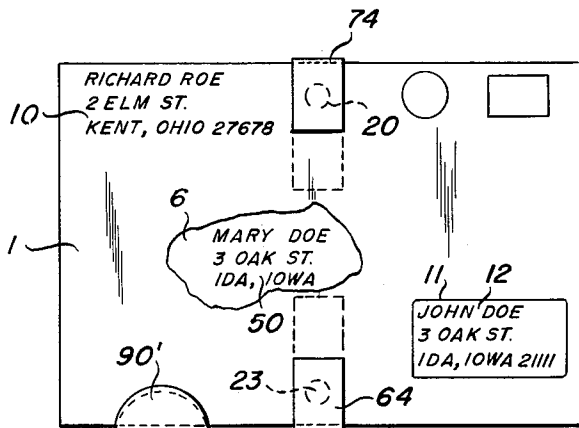 74
RICHARD ROE
2 ELM ST.
10 KENT, OHIO 27678
20
6
MARY DOE
3 OAK ST.
IDA, IOWA
50
1
11 12
JOHN DOE
3 OAK ST.
IDA, IOWA 21111
90'
23
64